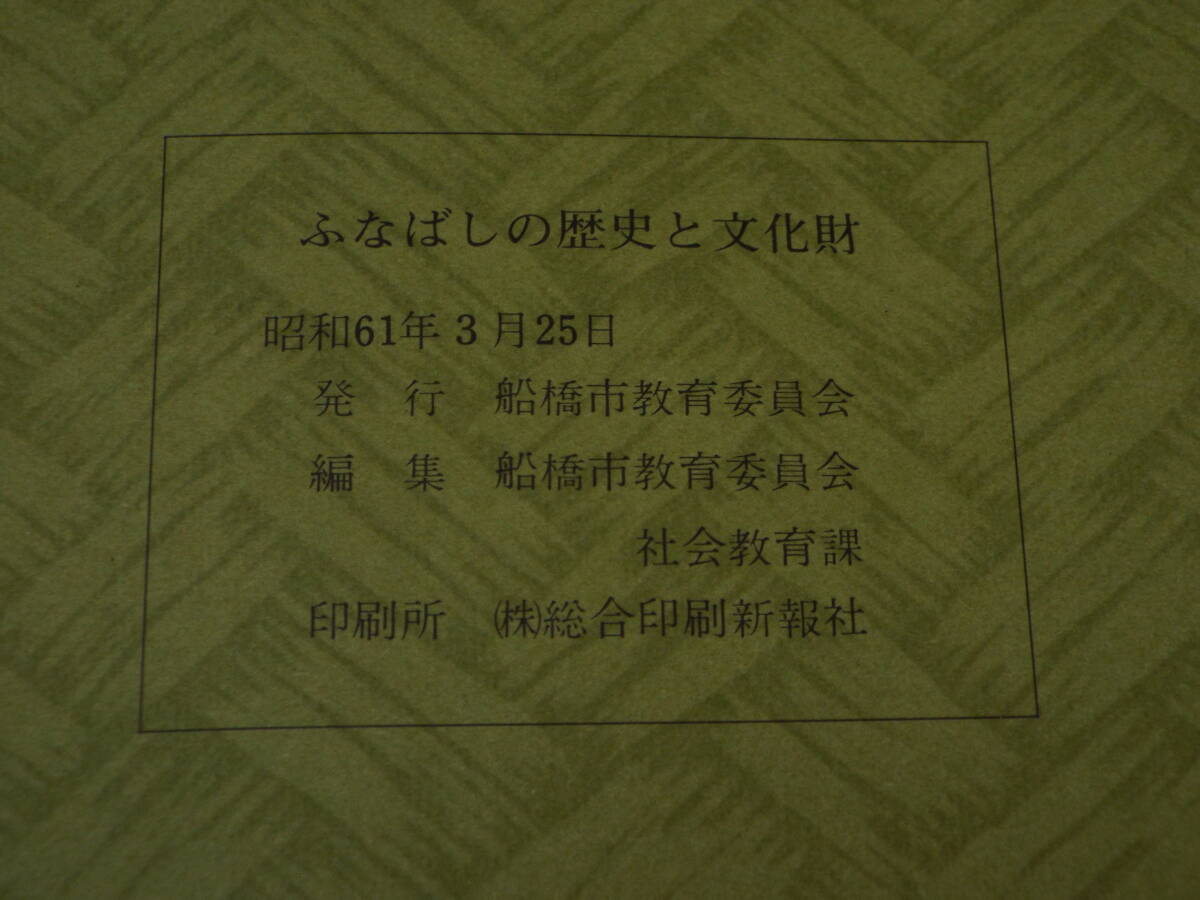 ふなばしの歴史と文化財
昭和61年3月25日
発行 船橋市教育委員会
編集 船橋市教育委員会
社会教育課
印刷所 ㈱総合印刷新報社